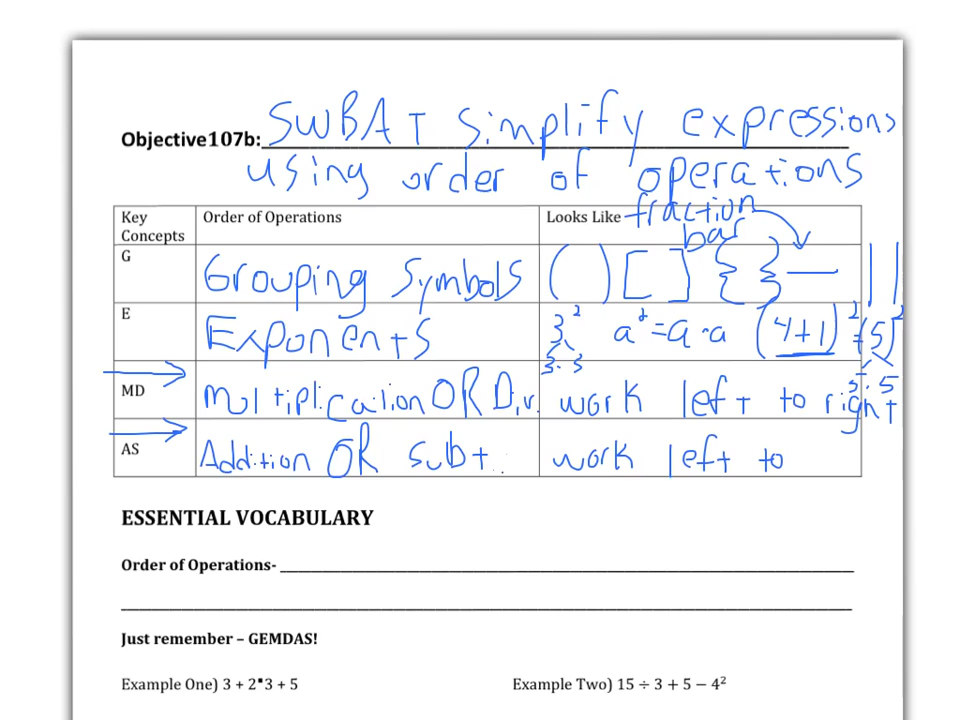 Objective107b: SWBAT simplify expressions
using order of operations
Key Concepts
Order of Operations
Looks Like fraction bar
G
Grouping Symbols
( ) [ ] { } — | |
E
Exponents
3² a² = a · a (4+1)² = (5)²
3·3
5·5
MD
Multiplication OR Div.
work left to right
AS
Addition OR subt.
work left to
ESSENTIAL VOCABULARY
Order of Operations- ___
Just remember – GEMDAS!
Example One) 3 + 2▪3 + 5
Example Two) 15 ÷ 3 + 5 – 4²